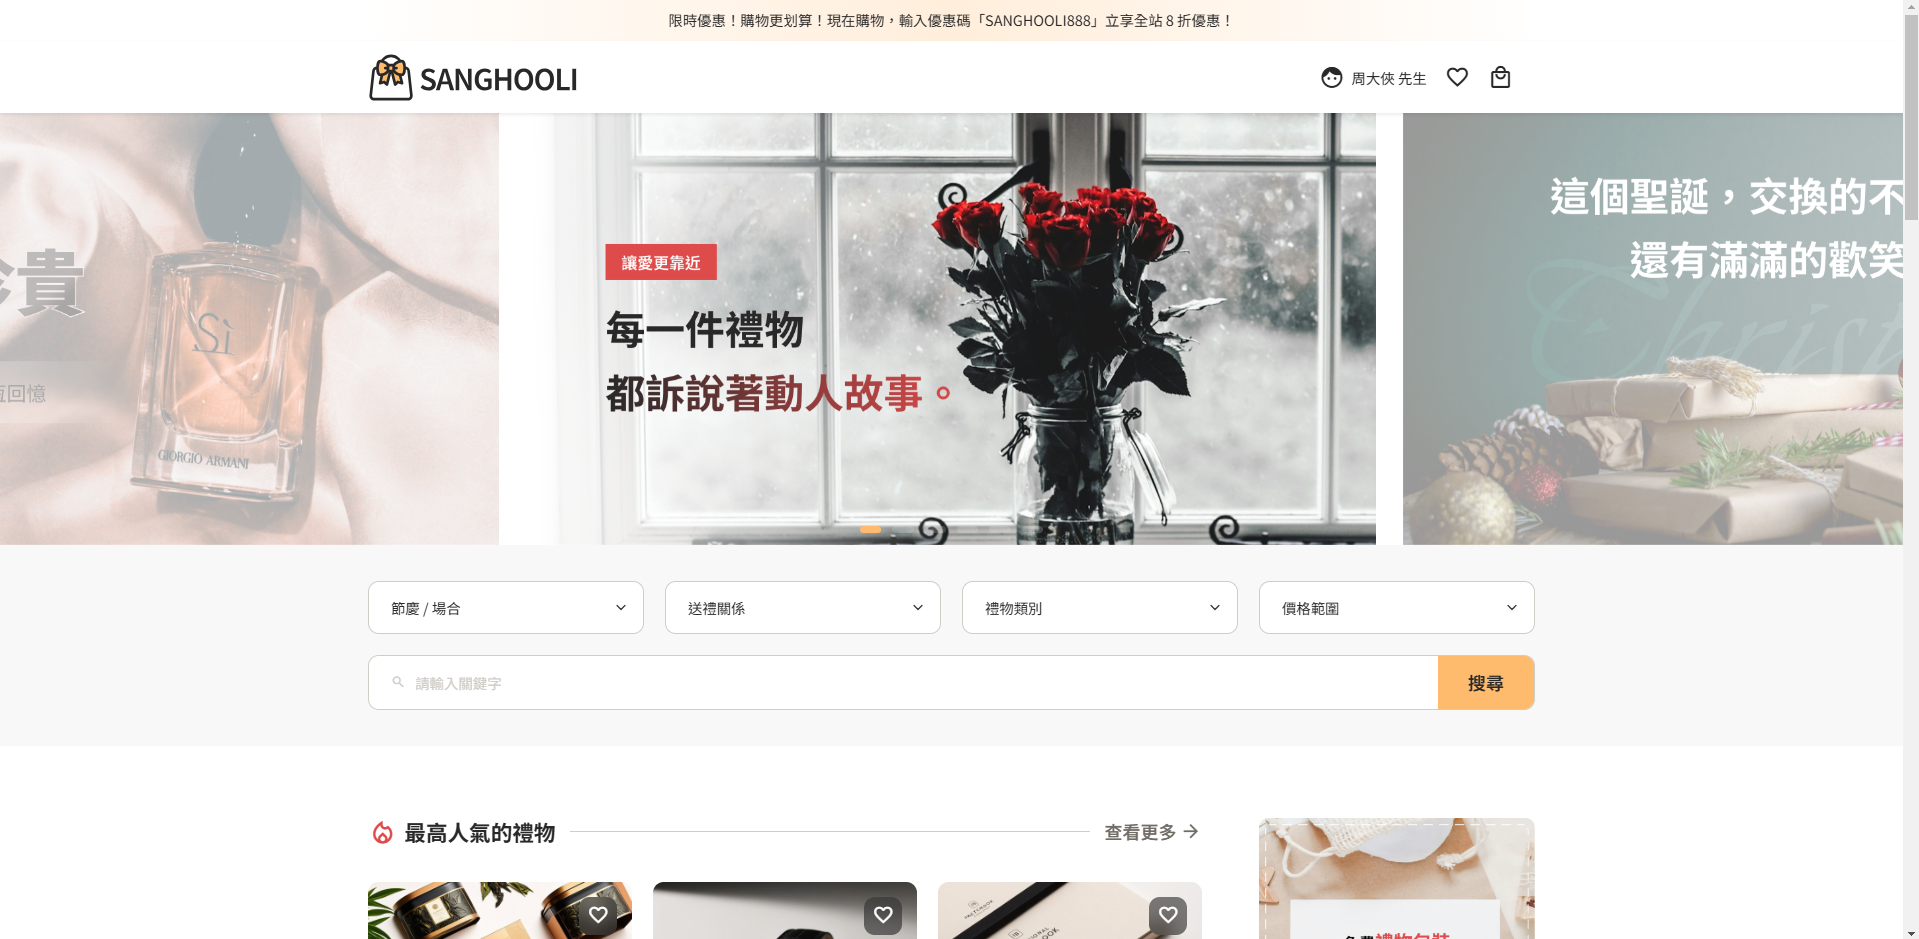 限時優惠！購物更划算！現在購物，輸入優惠碼「SANGHOOLI888」立享全站 8 折優惠！
SANGHOOLI
周大俠 先生
貴
回憶
Sì
GIORGIO ARMANI
讓愛更靠近
每一件禮物
都訴說著動人故事。
這個聖誕，交換的不
還有滿滿的歡笑
Christ
節慶 / 場合
送禮關係
禮物類別
價格範圍
請輸入關鍵字
搜尋
最高人氣的禮物
查看更多
免費禮物包裝